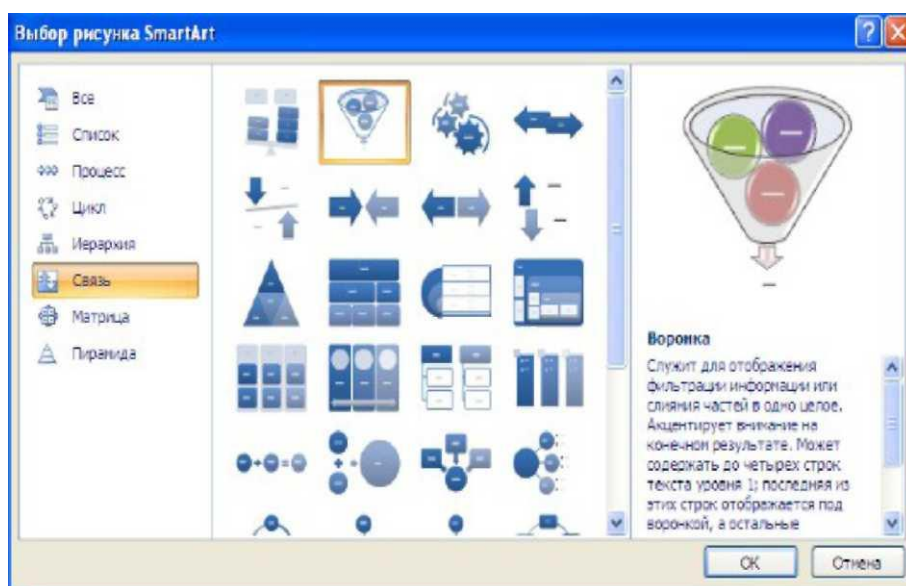 Выбор рисунка SmartArt
Все
Список
Процесс
Цикл
Иерархия
Связь
Матрица
Пирамида
Воронка
Служит для отображения
фильтрации информации или
слияния частей в одно целое.
Акцентирует внимание на
конечном результате. Может
содержать до четырех строк
текста уровня 1; последняя из
этих строк отображается под
воронкой, а остальные
ОК
Отмена